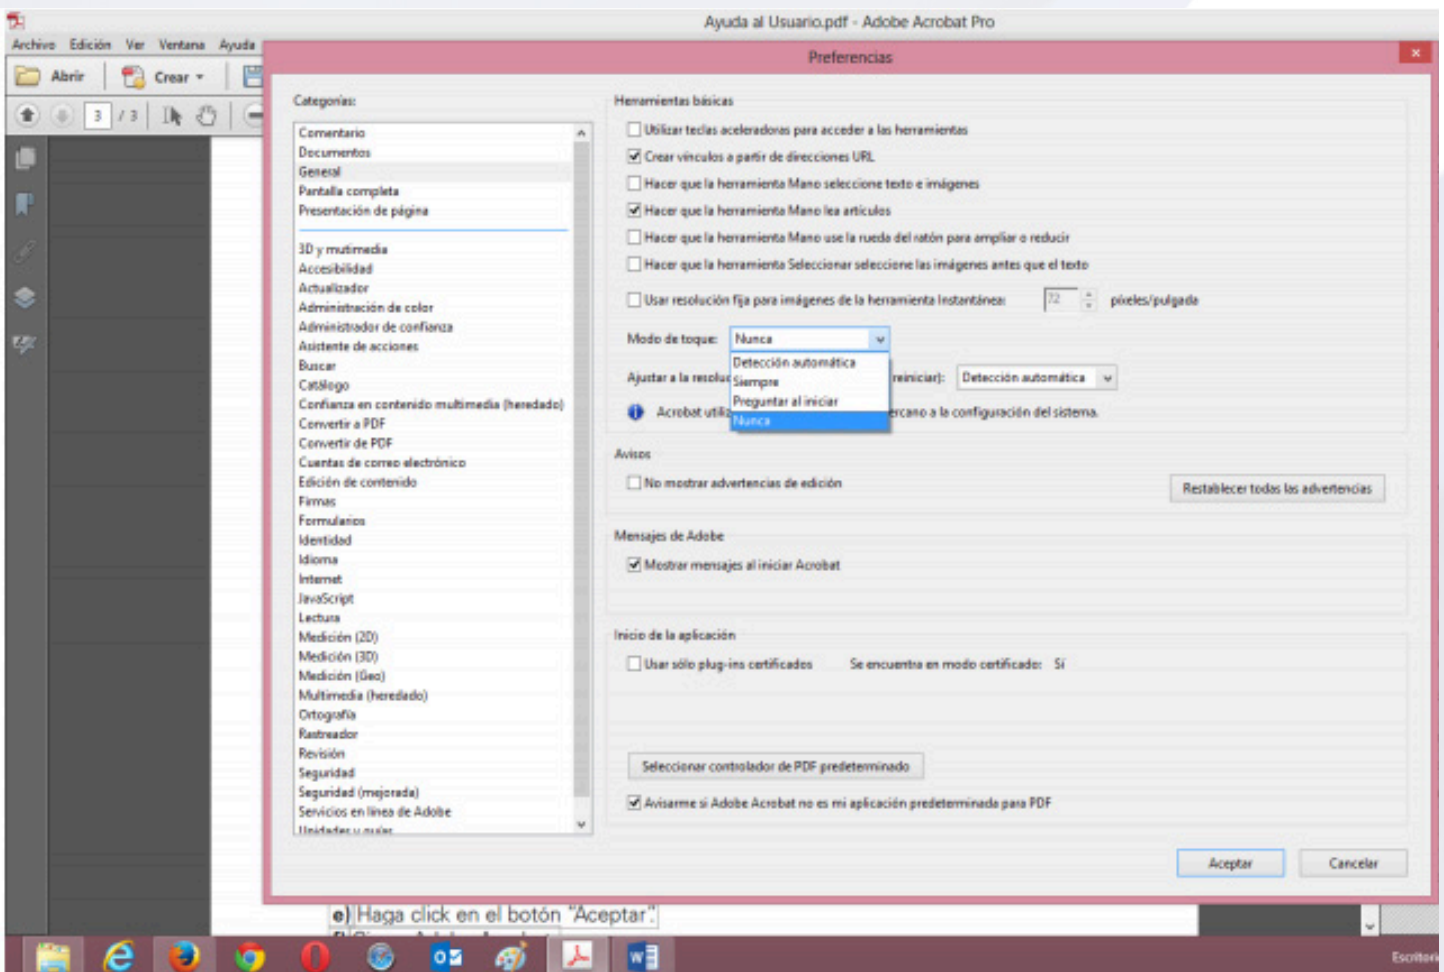 Ayuda al Usuario.pdf - Adobe Acrobat Pro
Archivo Edición Ver Ventana Ayuda
Preferencias
Abrir Crear
3 / 3
Categorías:
Comentario
Documentos
General
Pantalla completa
Presentación de página
3D y mutimedia
Accesibilidad
Actualizador
Administración de color
Administrador de confianza
Asistente de acciones
Buscar
Catálogo
Confianza en contenido multimedia (heredado)
Convertir a PDF
Convertir de PDF
Cuentas de correo electrónico
Edición de contenido
Firmas
Formularios
Identidad
Idioma
Internet
JavaScript
Lectura
Medición (2D)
Medición (3D)
Medición (Geo)
Multimedia (heredado)
Ortografía
Rastreador
Revisión
Seguridad
Seguridad (mejorada)
Servicios en línea de Adobe
Unidades y guías
Herramientas básicas
Utilizar teclas aceleradoras para acceder a las herramientas
Crear vínculos a partir de direcciones URL
Hacer que la herramienta Mano seleccione texto e imágenes
Hacer que la herramienta Mano lea artículos
Hacer que la herramienta Mano use la rueda del ratón para ampliar o reducir
Hacer que la herramienta Seleccionar seleccione las imágenes antes que el texto
Usar resolución fija para imágenes de la herramienta Instantánea: 72 píxeles/pulgada
Modo de toque: Nunca
Detección automática
Siempre
Preguntar al iniciar
Nunca
Ajustar a la resoluc reiniciar): Detección automática
Acrobat utiliz ercano a la configuración del sistema.
Avisos
No mostrar advertencias de edición
Restablecer todas las advertencias
Mensajes de Adobe
Mostrar mensajes al iniciar Acrobat
Inicio de la aplicación
Usar sólo plug-ins certificados Se encuentra en modo certificado: Sí
Seleccionar controlador de PDF predeterminado
Avisarme si Adobe Acrobat no es mi aplicación predeterminada para PDF
Aceptar Cancelar
e) Haga click en el botón "Aceptar".
Escritori